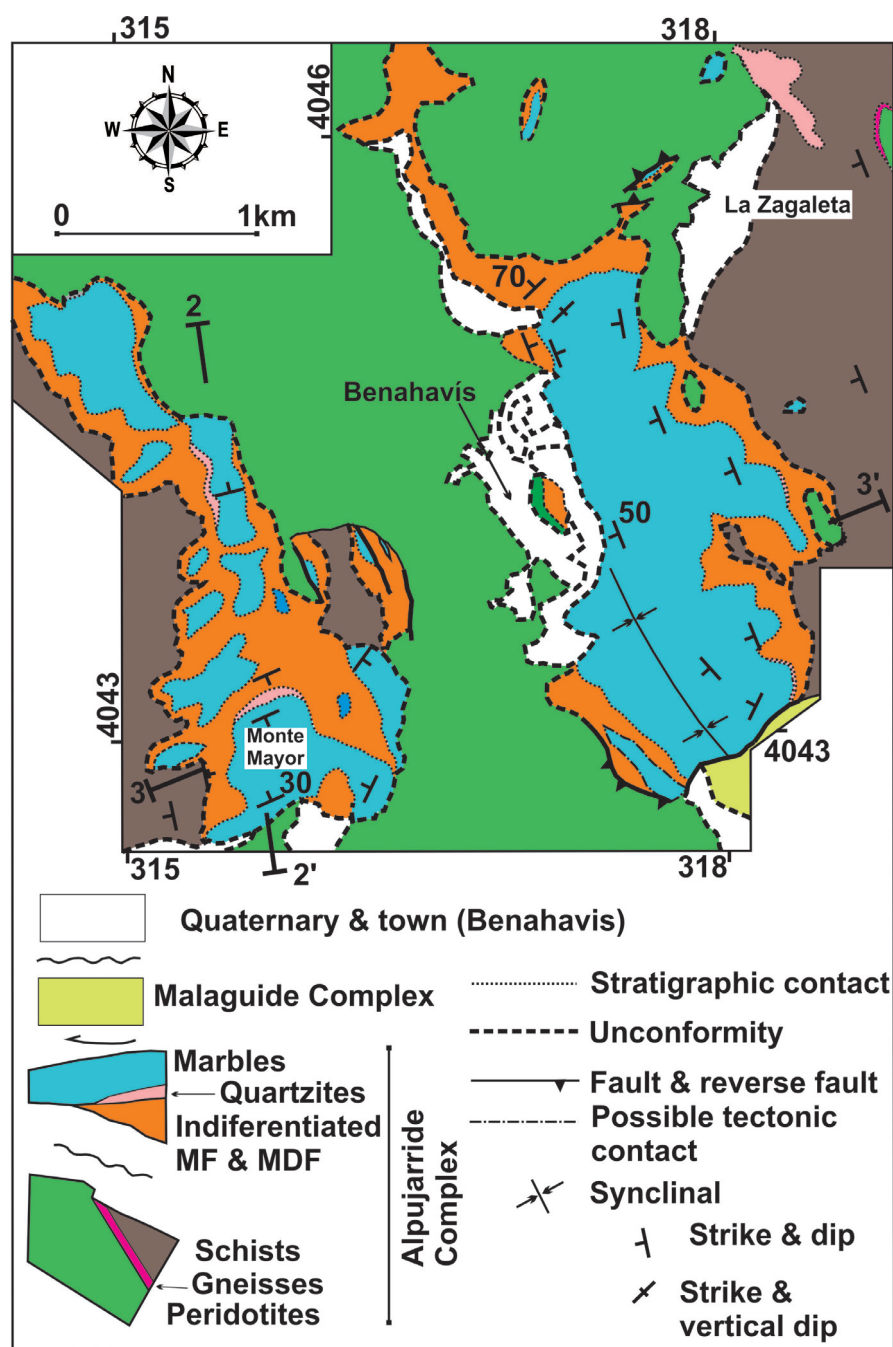 315
318
N
W
E
S
4046
0
1km
La Zagaleta
70
2
Benahavís
3'
50
4043
Monte
Mayor
4043
3
30
315
2'
318
Quaternary & town (Benahavis)
Malaguide Complex
Marbles
Quartzites
Indiferentiated
MF & MDF
Schists
Gneisses
Peridotites
Alpujarride
Complex
Stratigraphic contact
Unconformity
Fault & reverse fault
Possible tectonic
contact
Synclinal
Strike & dip
Strike &
vertical dip